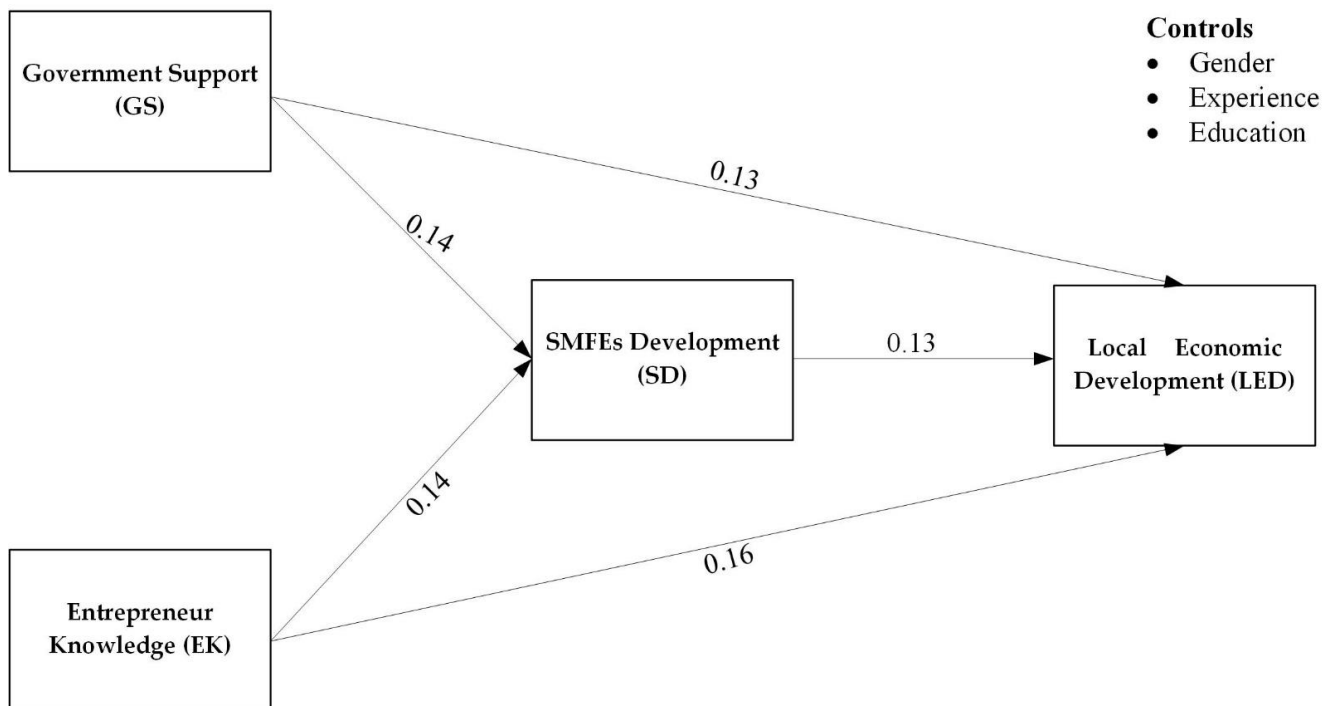 Government Support
(GS)
Controls
• Gender
• Experience
• Education
0.13
0.14
SMFEs Development
(SD)
0.13
Local Economic
Development (LED)
0.14
0.16
Entrepreneur
Knowledge (EK)